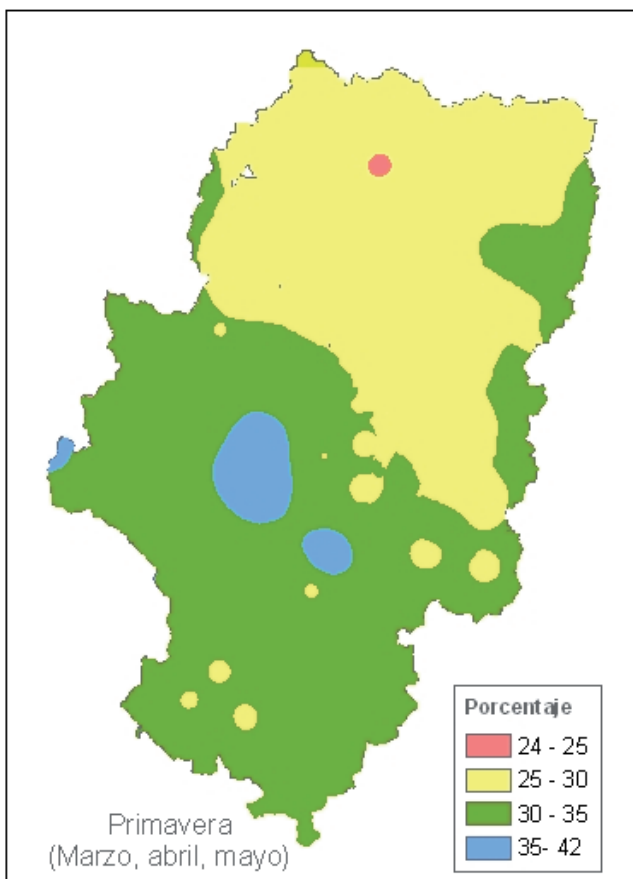 Porcentaje
24 - 25
25 - 30
30 - 35
35- 42
Primavera
(Marzo, abril, mayo)